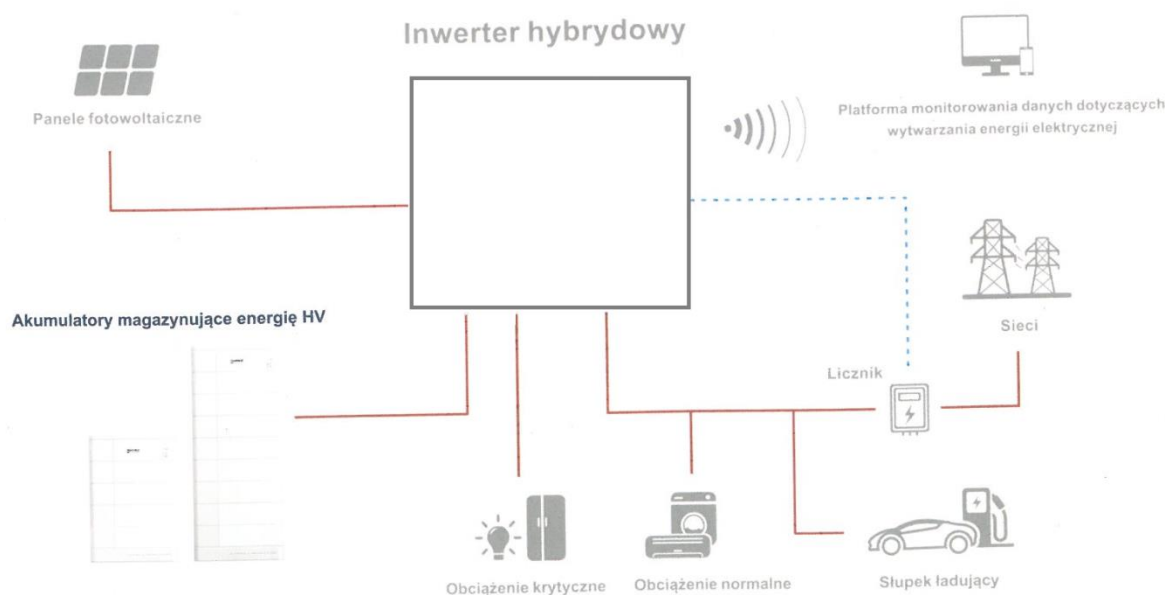 Inwerter hybrydowy
Panele fotowoltaiczne
Platforma monitorowania danych dotyczących
wytwarzania energii elektrycznej
Akumulatory magazynujące energię HV
Sieci
Licznik
Obciążenie krytyczne
Obciążenie normalne
Słupek ładujący